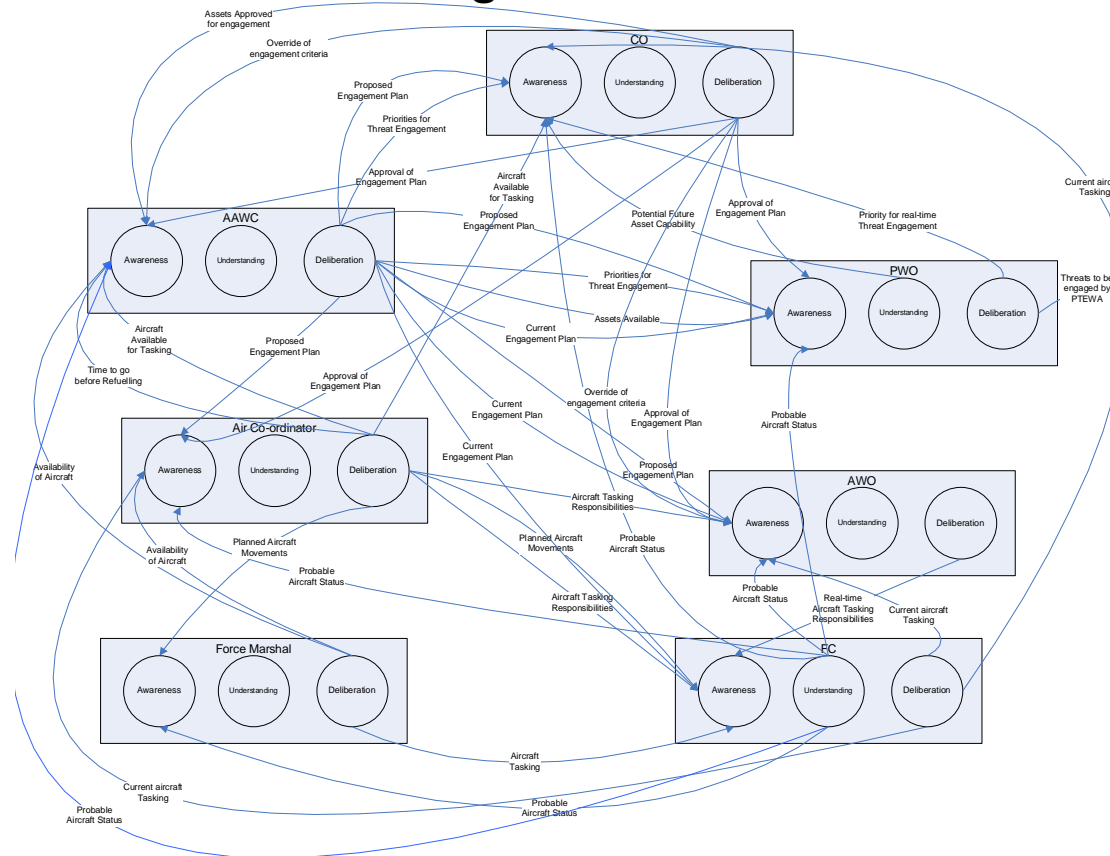 Assets Approved
for engagement
Override of
engagement criteria
CO
Awareness
Understanding
Deliberation
Proposed
Engagement Plan
Priorities for
Threat Engagement
Approval of
Engagement Plan
Aircraft
Available
for Tasking
Current airc
Tasking
AAWC
Awareness
Understanding
Deliberation
Proposed
Engagement Plan
Potential Future
Asset Capability
Approval of
Engagement Plan
Priority for real-time
Threat Engagement
PWO
Awareness
Understanding
Deliberation
Threats to be
engaged by
PTEWA
Priorities for
Threat Engagement
Assets Available
Current
Engagement Plan
Aircraft
Available
for Tasking
Time to go
before Refuelling
Proposed
Engagement Plan
Approval of
Engagement Plan
Current
Engagement Plan
Override of
engagement criteria
Approval of
Engagement Plan
Probable
Aircraft Status
Air Co-ordinator
Awareness
Understanding
Deliberation
Current
Engagement Plan
Proposed
Engagement Plan
Availability
of Aircraft
Aircraft Tasking
Responsibilities
AWO
Awareness
Understanding
Deliberation
Availability
of Aircraft
Planned Aircraft
Movements
Probable
Aircraft Status
Planned Aircraft
Movements
Probable
Aircraft Status
Aircraft Tasking
Responsibilities
Probable
Aircraft Status
Real-time
Aircraft Tasking
Responsibilities
Current aircraft
Tasking
Force Marshal
Awareness
Understanding
Deliberation
FC
Awareness
Understanding
Deliberation
Aircraft
Tasking
Current aircraft
Tasking
Probable
Aircraft Status
Probable
Aircraft Status